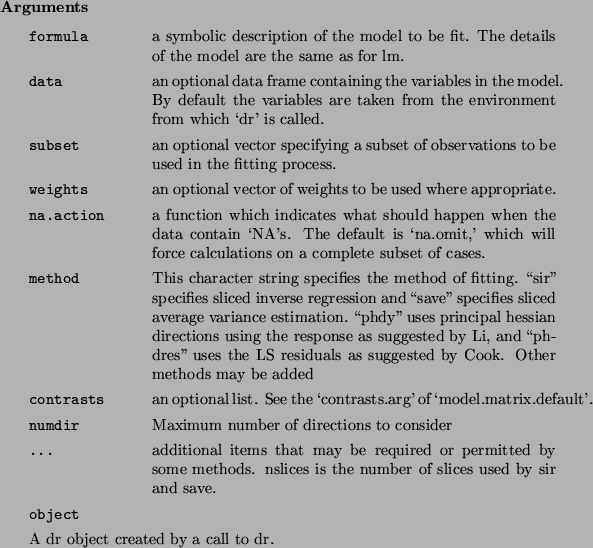 Arguments
formula a symbolic description of the model to be fit. The details
of the model are the same as for lm.
data an optional data frame containing the variables in the model.
By default the variables are taken from the environment
from which ‘dr’ is called.
subset an optional vector specifying a subset of observations to be
used in the fitting process.
weights an optional vector of weights to be used where appropriate.
na.action a function which indicates what should happen when the
data contain ‘NA’s. The default is ‘na.omit,’ which will
force calculations on a complete subset of cases.
method This character string specifies the method of fitting. “sir”
specifies sliced inverse regression and “save” specifies sliced
average variance estimation. “phdy” uses principal hessian
directions using the response as suggested by Li, and “ph-
dres” uses the LS residuals as suggested by Cook. Other
methods may be added
contrasts an optional list. See the ‘contrasts.arg’ of ‘model.matrix.default’.
numdir Maximum number of directions to consider
... additional items that may be required or permitted by
some methods. nslices is the number of slices used by sir
and save.
object
A dr object created by a call to dr.